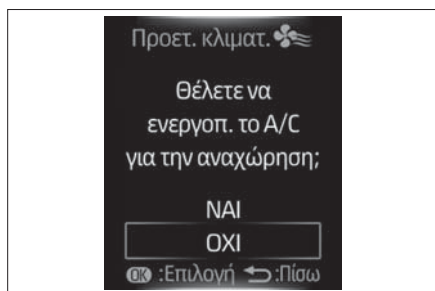 Προετ. κλιματ.
Θέλετε να
ενεργοπ. το A/C
για την αναχώρηση;
ΝΑΙ
ΟΧΙ
OK :Επιλογή :Πίσω